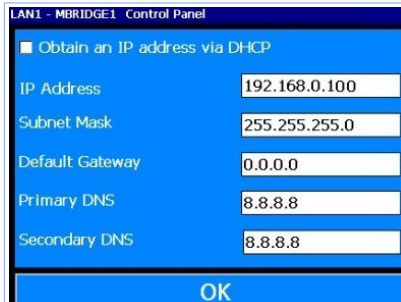 LAN1 - MBRIDGE1 Control Panel
Obtain an IP address via DHCP
IP Address 192.168.0.100
Subnet Mask 255.255.255.0
Default Gateway 0.0.0.0
Primary DNS 8.8.8.8
Secondary DNS 8.8.8.8
OK